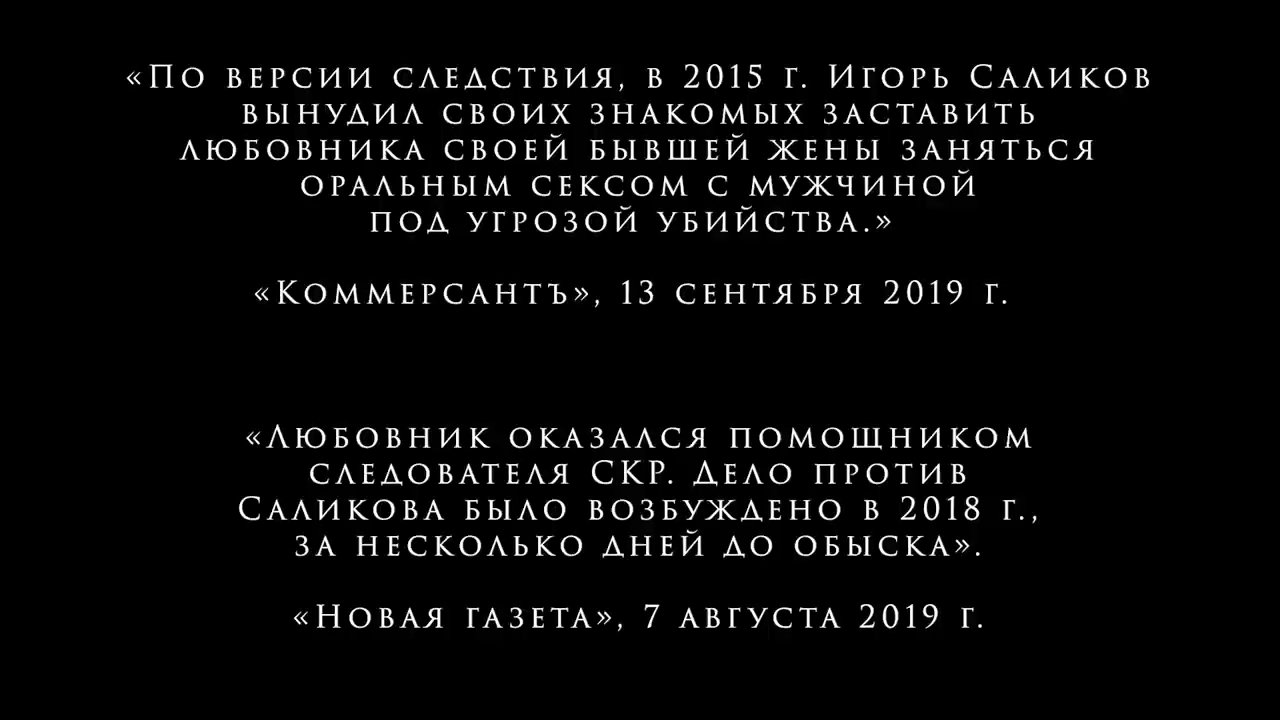 «По версии следствия, в 2015 г. Игорь Саликов
вынудил своих знакомых заставить
любовника своей бывшей жены заняться
оральным сексом с мужчиной
под угрозой убийства.»
«Коммерсантъ», 13 сентября 2019 г.
«Любовник оказался помощником
следователя СКР. Дело против
Саликова было возбуждено в 2018 г.,
за несколько дней до обыска».
«Новая газета», 7 августа 2019 г.